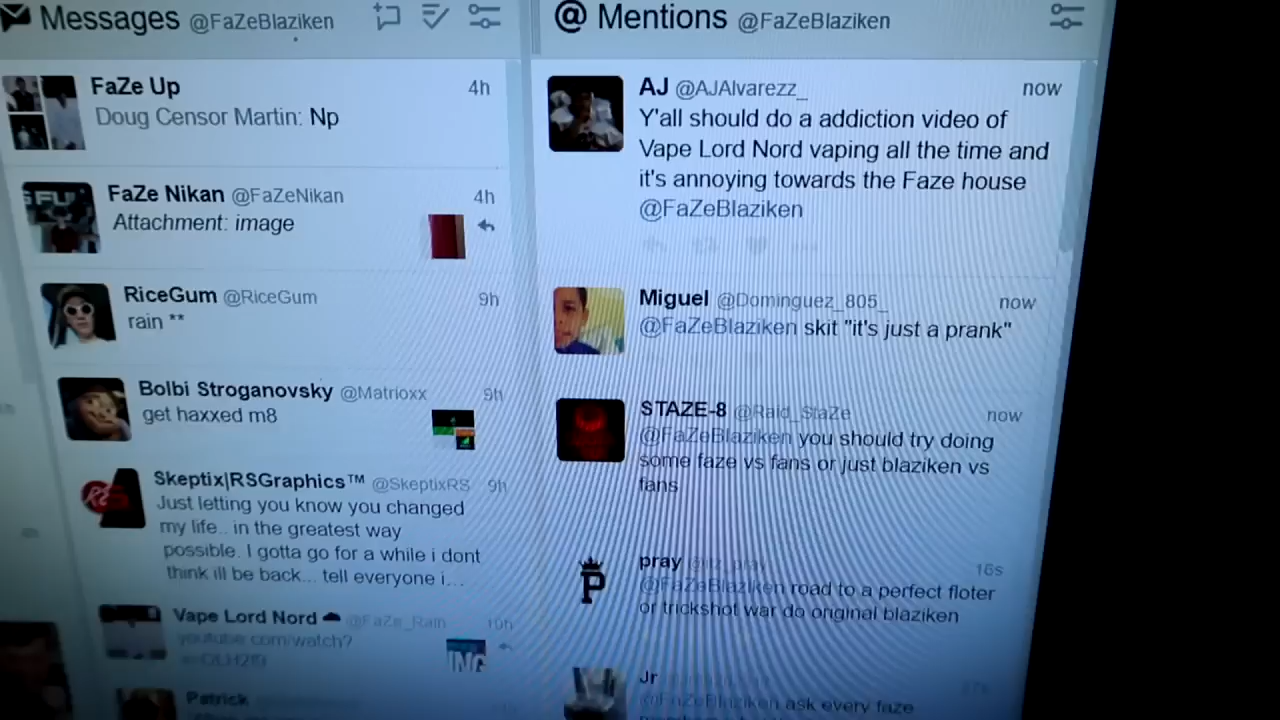 Messages @FaZeBlaziken
FaZe Up 4h
Doug Censor Martin: Np
FaZe Nikan @FaZeNikan 4h
Attachment: image
RiceGum @RiceGum 9h
rain **
Bolbi Stroganovsky @Matrioxx 9h
get haxxed m8
Skeptix|RSGraphics™ @SkeptixRS 9h
Just letting you know you changed
my life.. in the greatest way
possible. I gotta go for a while i dont
think ill be back... tell everyone i...
Vape Lord Nord @FaZe_Rain 10h
youtube.com/watch?
ING
Patrick
@ Mentions @FaZeBlaziken
AJ @AJAlvarezz_ now
Y'all should do a addiction video of
Vape Lord Nord vaping all the time and
it's annoying towards the Faze house
@FaZeBlaziken
Miguel @Dominguez_805_ now
@FaZeBlaziken skit "it's just a prank"
STAZE-8 @Raid_StaZe now
@FaZeBlaziken you should try doing
some faze vs fans or just blaziken vs
fans
P
pray 16s
@FaZeBlaziken road to a perfect floter
or trickshot war do original blaziken
Jr
@FaZeBlaziken ask every faze